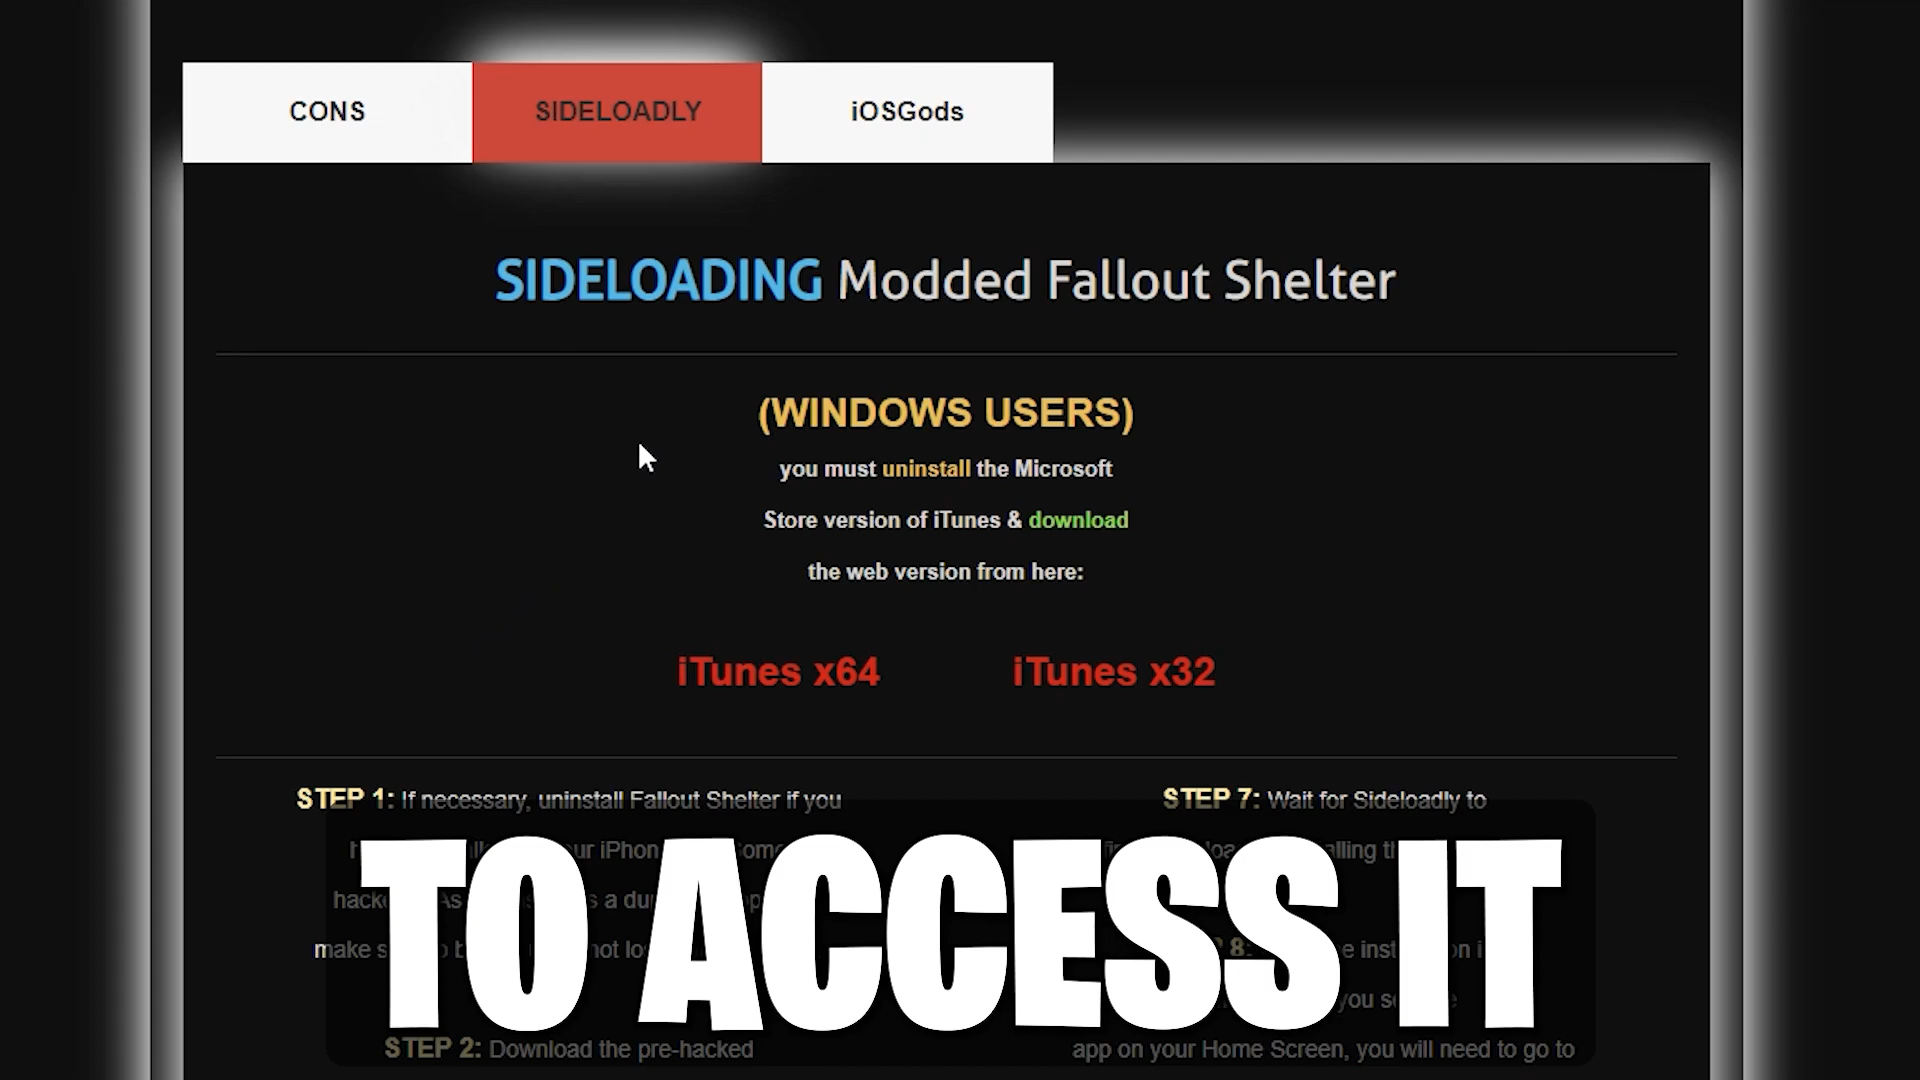 CONS
SIDELOADLY
iOSGods
SIDELOADING Modded Fallout Shelter
(WINDOWS USERS)
you must uninstall the Microsoft
Store version of iTunes & download
the web version from here:
iTunes x64
iTunes x32
STEP 1: If necessary, uninstall Fallout Shelter if you
make
STEP 2: Download the pre-hacked
STEP 7: Wait for Sideloadly to
app on your Home Screen, you will need to go to
TO ACCESS IT